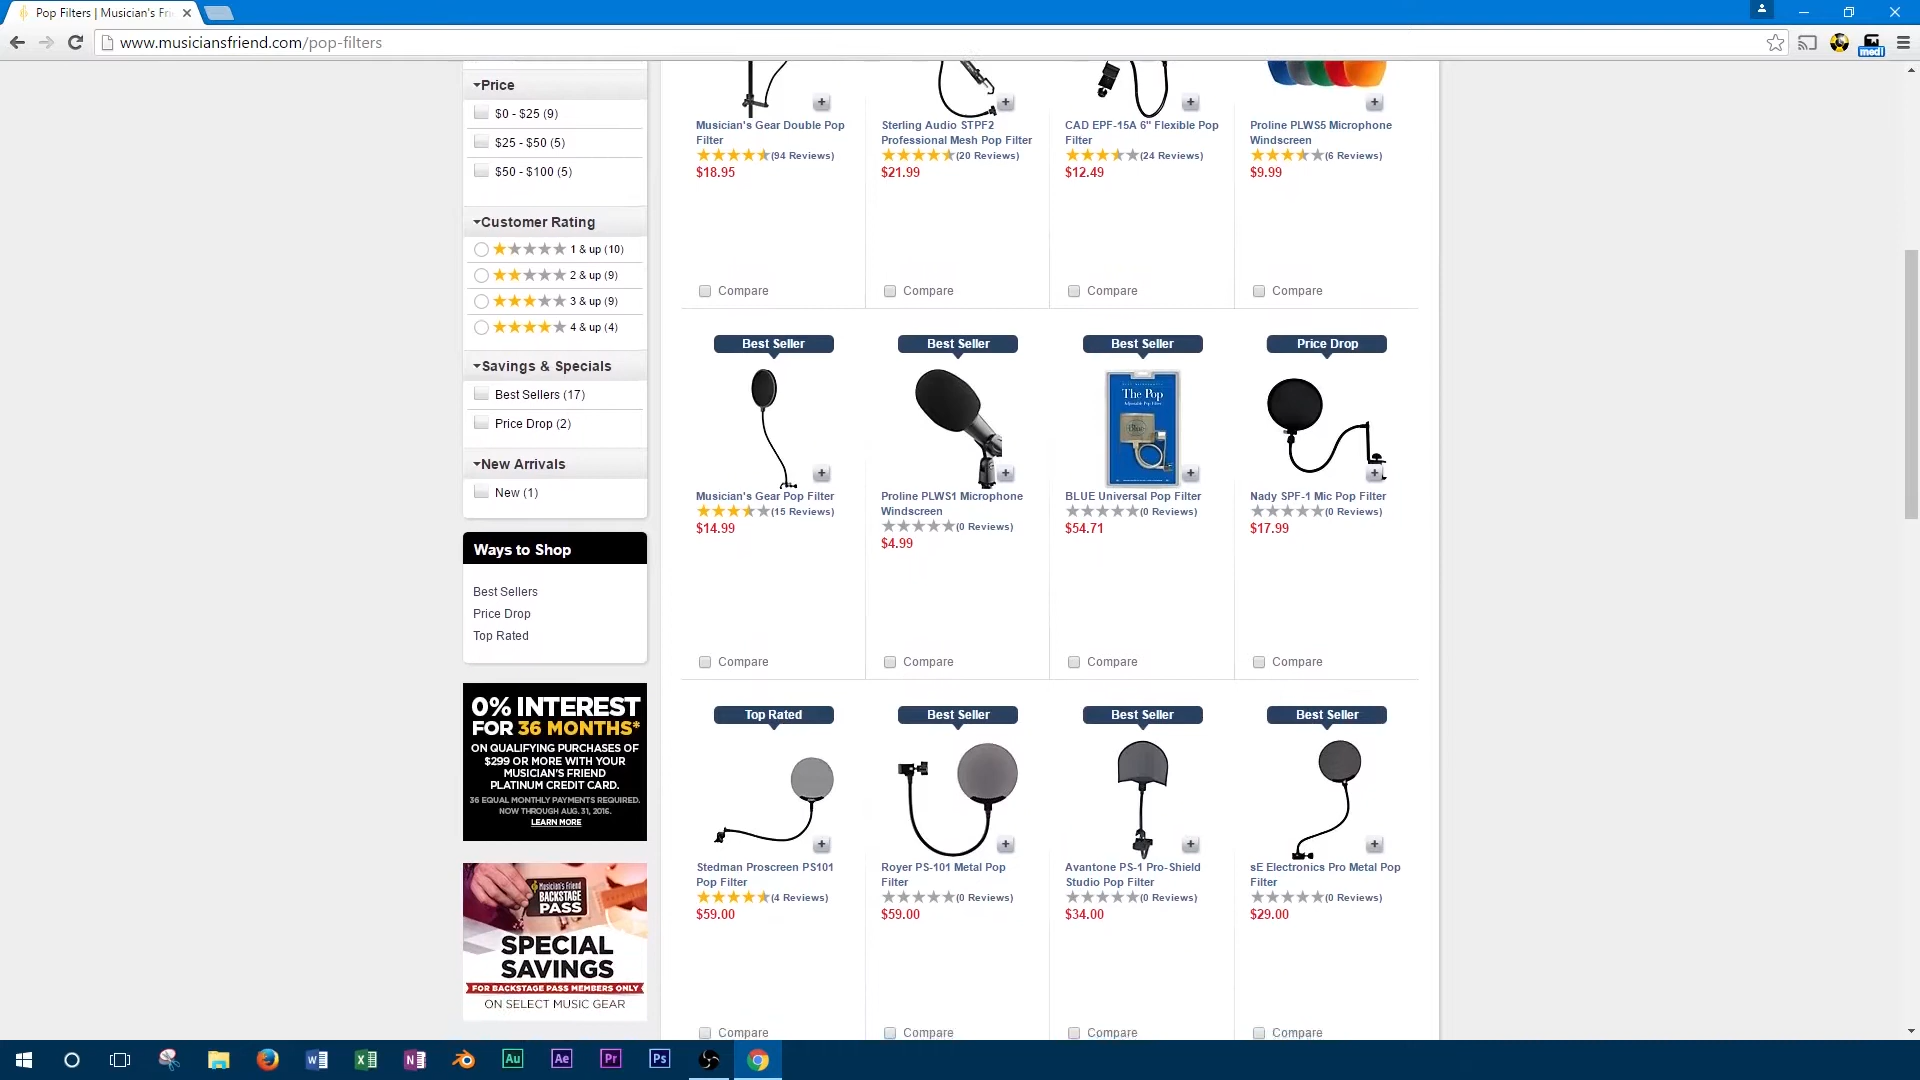 Pop Filters | Musician's Fri
www.musiciansfriend.com/pop-filters
medi
Price
$0 - $25 (9)
$25 - $50 (5)
$50 - $100 (5)
Customer Rating
1 & up (10)
2 & up (9)
3 & up (9)
4 & up (4)
Savings & Specials
Best Sellers (17)
Price Drop (2)
New Arrivals
New (1)
Ways to Shop
Best Sellers
Price Drop
Top Rated
0% INTEREST
FOR 36 MONTHS*
ON QUALIFYING PURCHASES OF
$299 OR MORE WITH YOUR
MUSICIAN'S FRIEND
PLATINUM CREDIT CARD.
36 EQUAL MONTHLY PAYMENTS REQUIRED.
NOW THROUGH AUG. 31, 2016.
LEARN MORE
Musician's Friend
BACKSTAGE
PASS
SPECIAL
SAVINGS
FOR BACKSTAGE PASS MEMBERS ONLY
ON SELECT MUSIC GEAR
Musician's Gear Double Pop
Filter
(94 Reviews)
$18.95
Compare
Sterling Audio STPF2
Professional Mesh Pop Filter
(20 Reviews)
$21.99
Compare
CAD EPF-15A 6" Flexible Pop
Filter
(24 Reviews)
$12.49
Compare
Proline PLWS5 Microphone
Windscreen
(6 Reviews)
$9.99
Compare
Best Seller
Musician's Gear Pop Filter
(15 Reviews)
$14.99
Compare
Best Seller
Proline PLWS1 Microphone
Windscreen
(0 Reviews)
$4.99
Compare
Best Seller
The Pop
Blue
BLUE Universal Pop Filter
(0 Reviews)
$54.71
Compare
Price Drop
Nady SPF-1 Mic Pop Filter
(0 Reviews)
$17.99
Compare
Top Rated
Stedman Proscreen PS101
Pop Filter
(4 Reviews)
$59.00
Compare
Best Seller
Royer PS-101 Metal Pop
Filter
(0 Reviews)
$59.00
Compare
Best Seller
Avantone PS-1 Pro-Shield
Studio Pop Filter
(0 Reviews)
$34.00
Compare
Best Seller
sE Electronics Pro Metal Pop
Filter
(0 Reviews)
$29.00
Compare
Au
Ae
Pr
Ps